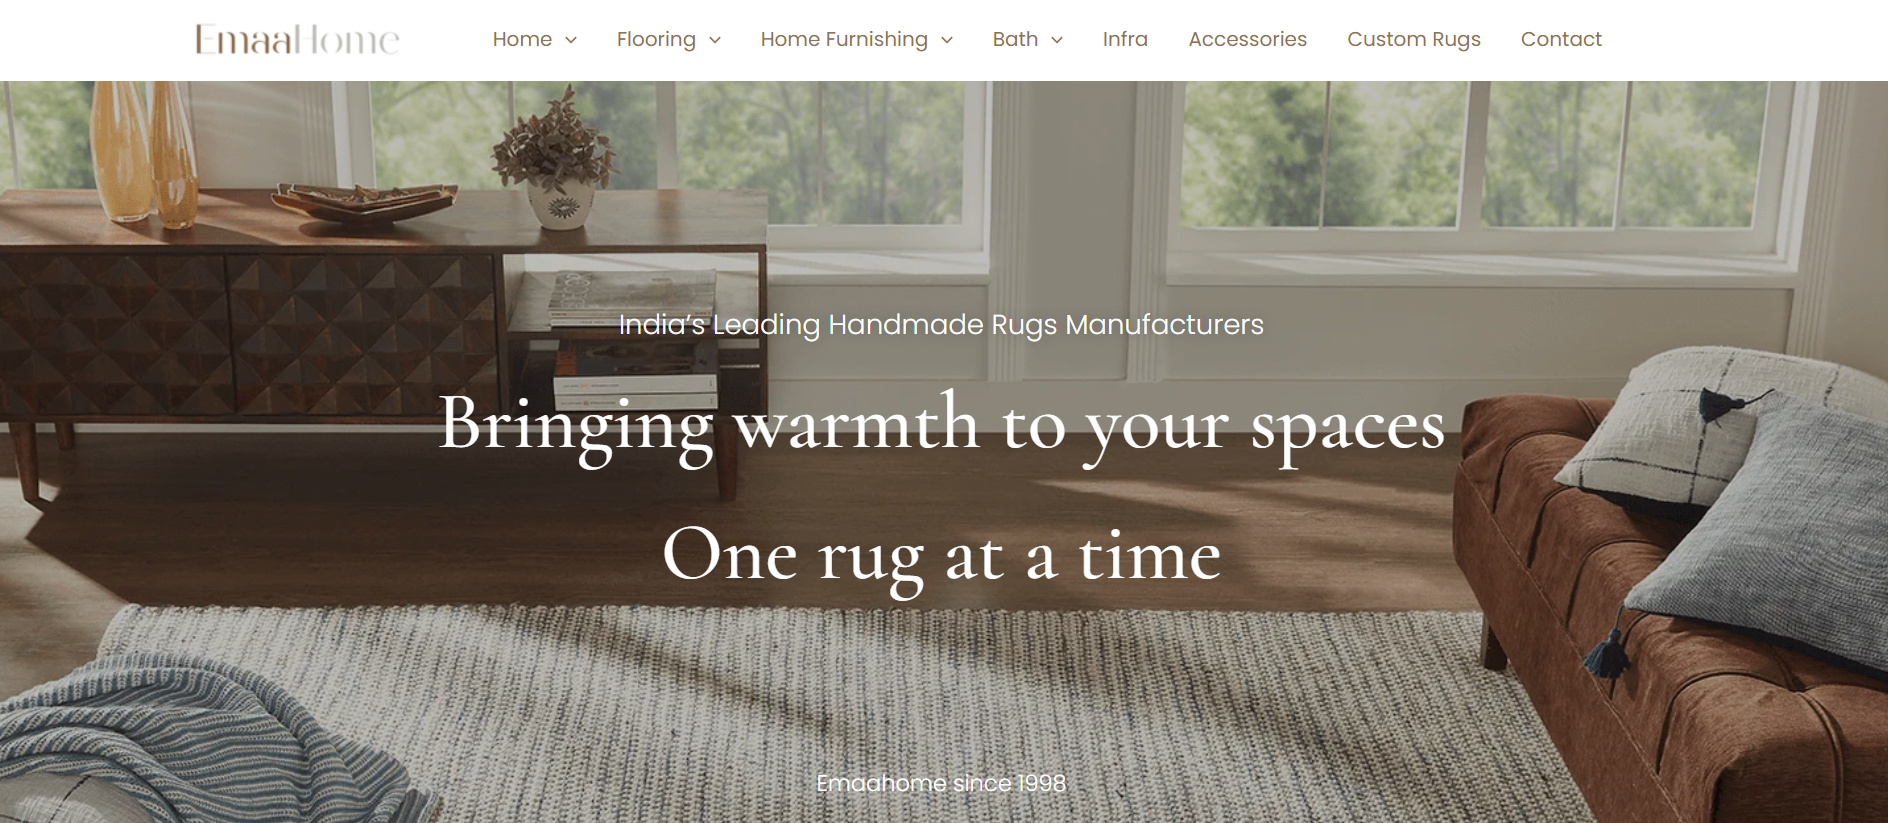 EmaaHome
Home Flooring Home Furnishing Bath Infra Accessories Custom Rugs Contact
India’s Leading Handmade Rugs Manufacturers
Bringing warmth to your spaces
One rug at a time
Emaahome since 1998